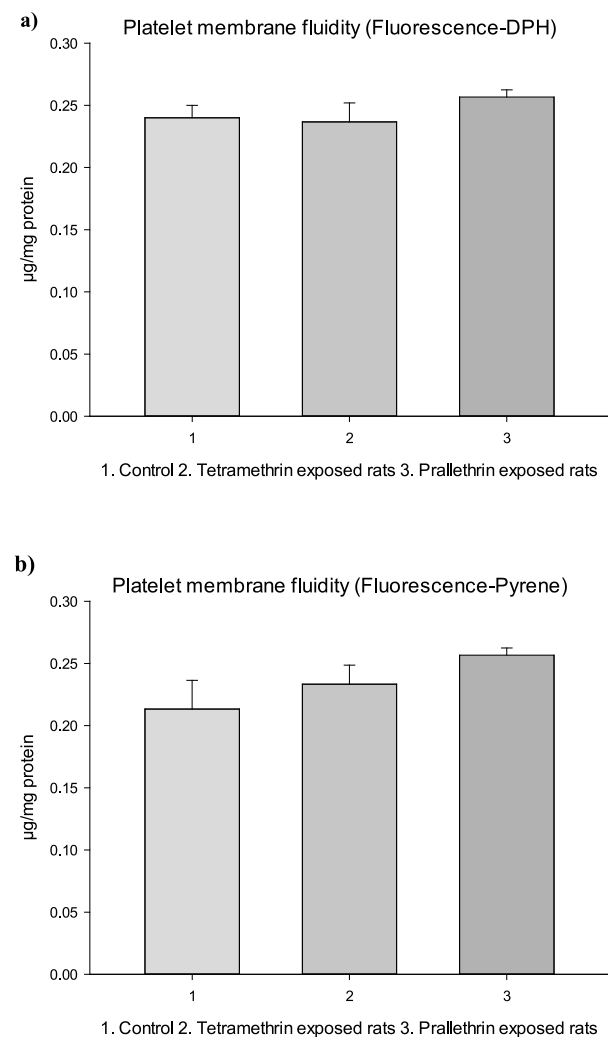 a)
Platelet membrane fluidity (Fluorescence-DPH)
0.30
0.25
0.20
0.15
0.10
0.05
0.00
µg/mg protein
1 2 3
1. Control 2. Tetramethrin exposed rats 3. Prallethrin exposed rats
b)
Platelet membrane fluidity (Fluorescence-Pyrene)
0.30
0.25
0.20
0.15
0.10
0.05
0.00
µg/mg protein
1 2 3
1. Control 2. Tetramethrin exposed rats 3. Prallethrin exposed rats